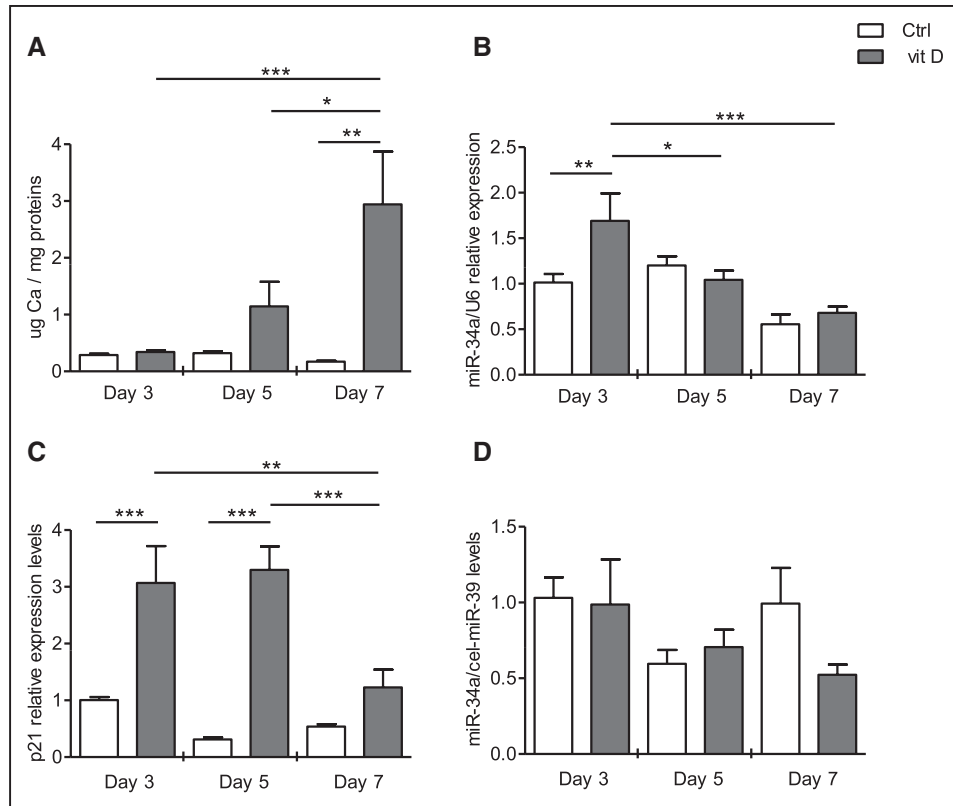 Ctrl
vit D
A
***
*
**
ug Ca / mg proteins
4
3
2
1
0
Day 3 Day 5 Day 7
B
***
*
**
miR-34a/U6 relative expression
2.5
2.0
1.5
1.0
0.5
0.0
Day 3 Day 5 Day 7
C
**
***
*** ***
p21 relative expression levels
4
3
2
1
0
Day 3 Day 5 Day 7
D
miR-34a/cel-miR-39 levels
1.5
1.0
0.5
0.0
Day 3 Day 5 Day 7